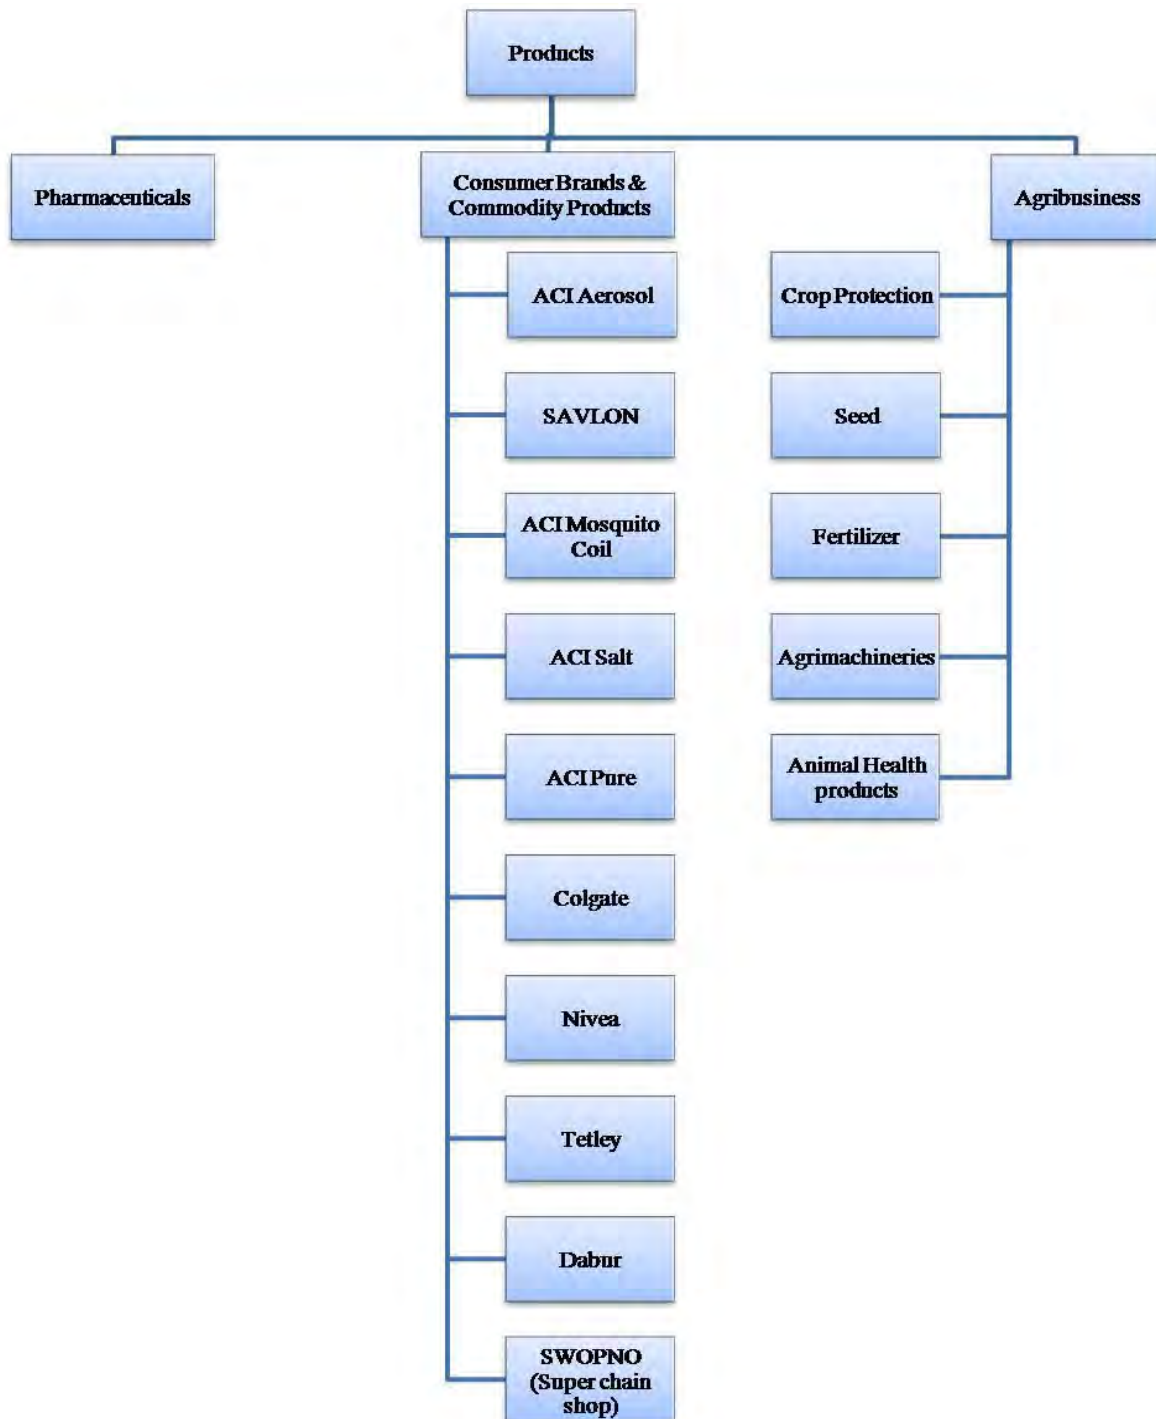 Products
Pharmaceuticals
Consumer Brands &
Commodity Products
Agribusiness
ACI Aerosol
SAVLON
ACI Mosquito
Coil
ACI Salt
ACI Pure
Colgate
Nivea
Tetley
Dabur
SWOPNO
(Super chain
shop)
Crop Protection
Seed
Fertilizer
Agrimachineries
Animal Health
products